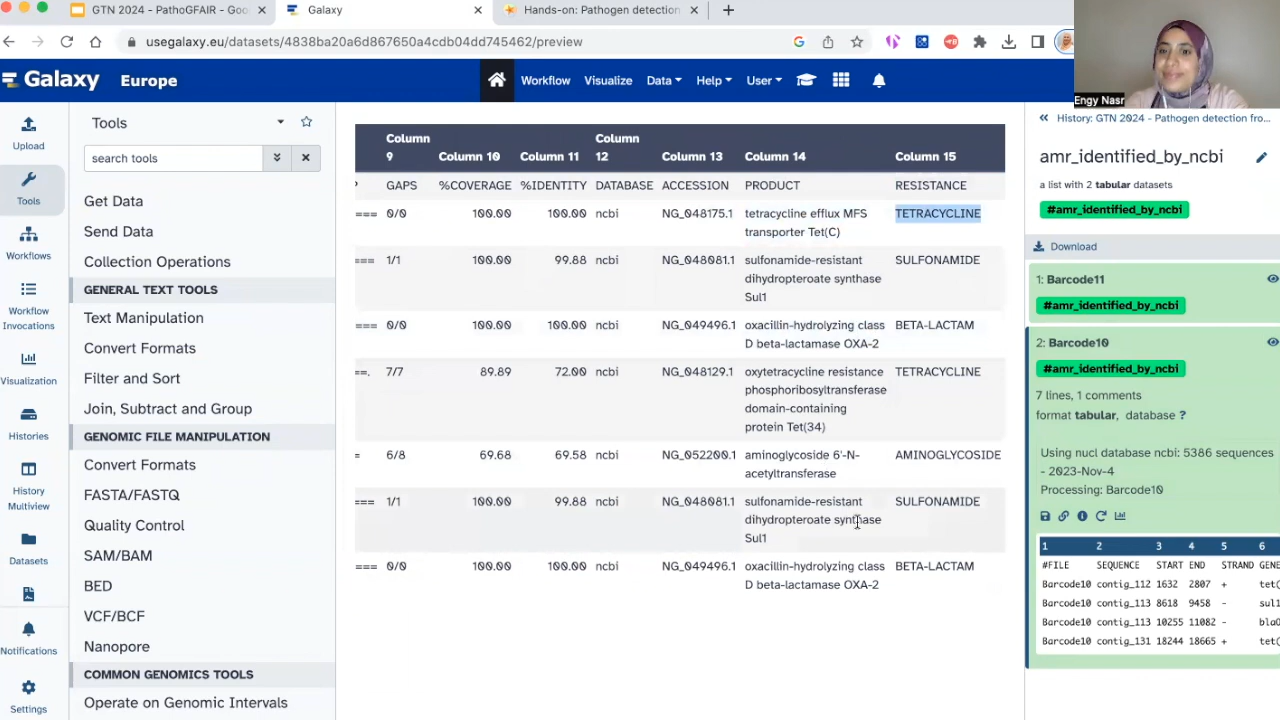 GTN 2024 - PathoGFAIR - Goo
Galaxy
Hands-on: Pathogen detection
usegalaxy.eu/datasets/4838ba20a6d867650a4cdb04dd745462/preview
Engy Nasr
Galaxy Europe
Workflow Visualize Data Help User
Upload
Tools
Workflows
Workflow
Invocations
Visualization
Histories
History
Multiview
Datasets
Notifications
Settings
Tools
search tools
Get Data
Send Data
Collection Operations
GENERAL TEXT TOOLS
Text Manipulation
Convert Formats
Filter and Sort
Join, Subtract and Group
GENOMIC FILE MANIPULATION
Convert Formats
FASTA/FASTQ
Quality Control
SAM/BAM
BED
VCF/BCF
Nanopore
COMMON GENOMICS TOOLS
Operate on Genomic Intervals
Column Column
9 Column 10 Column 11 12 Column 13 Column 14 Column 15
GAPS %COVERAGE %IDENTITY DATABASE ACCESSION PRODUCT RESISTANCE
=== 0/0 100.00 100.00 ncbi NG_048175.1 tetracycline efflux MFS TETRACYCLINE
transporter Tet(C)
=== 1/1 100.00 99.88 ncbi NG_048081.1 sulfonamide-resistant SULFONAMIDE
dihydropteroate synthase
Sul1
=== 0/0 100.00 100.00 ncbi NG_049496.1 oxacillin-hydrolyzing class BETA-LACTAM
D beta-lactamase OXA-2
==. 7/7 89.89 72.00 ncbi NG_048129.1 oxytetracycline resistance TETRACYCLINE
phosphoribosyltransferase
domain-containing
protein Tet(34)
= 6/8 69.68 69.58 ncbi NG_052200.1 aminoglycoside 6'-N- AMINOGLYCOSIDE
acetyltransferase
=== 1/1 100.00 99.88 ncbi NG_048081.1 sulfonamide-resistant SULFONAMIDE
dihydropteroate synthase
Sul1
=== 0/0 100.00 100.00 ncbi NG_049496.1 oxacillin-hydrolyzing class BETA-LACTAM
D beta-lactamase OXA-2
« History: GTN 2024 - Pathogen detection fro...
amr_identified_by_ncbi
a list with 2 tabular datasets
#amr_identified_by_ncbi
Download
1: Barcode11
#amr_identified_by_ncbi
2: Barcode10
#amr_identified_by_ncbi
7 lines, 1 comments
format tabular, database ?
Using nucl database ncbi: 5386 sequences
- 2023-Nov-4
Processing: Barcode10
1 2 3 4 5 6
#FILE SEQUENCE START END STRAND GENE
Barcode10 contig_112 1632 2807 + tet(
Barcode10 contig_113 8618 9458 - sul1
Barcode10 contig_113 10255 11082 - blaO
Barcode10 contig_131 18244 18665 + tet(